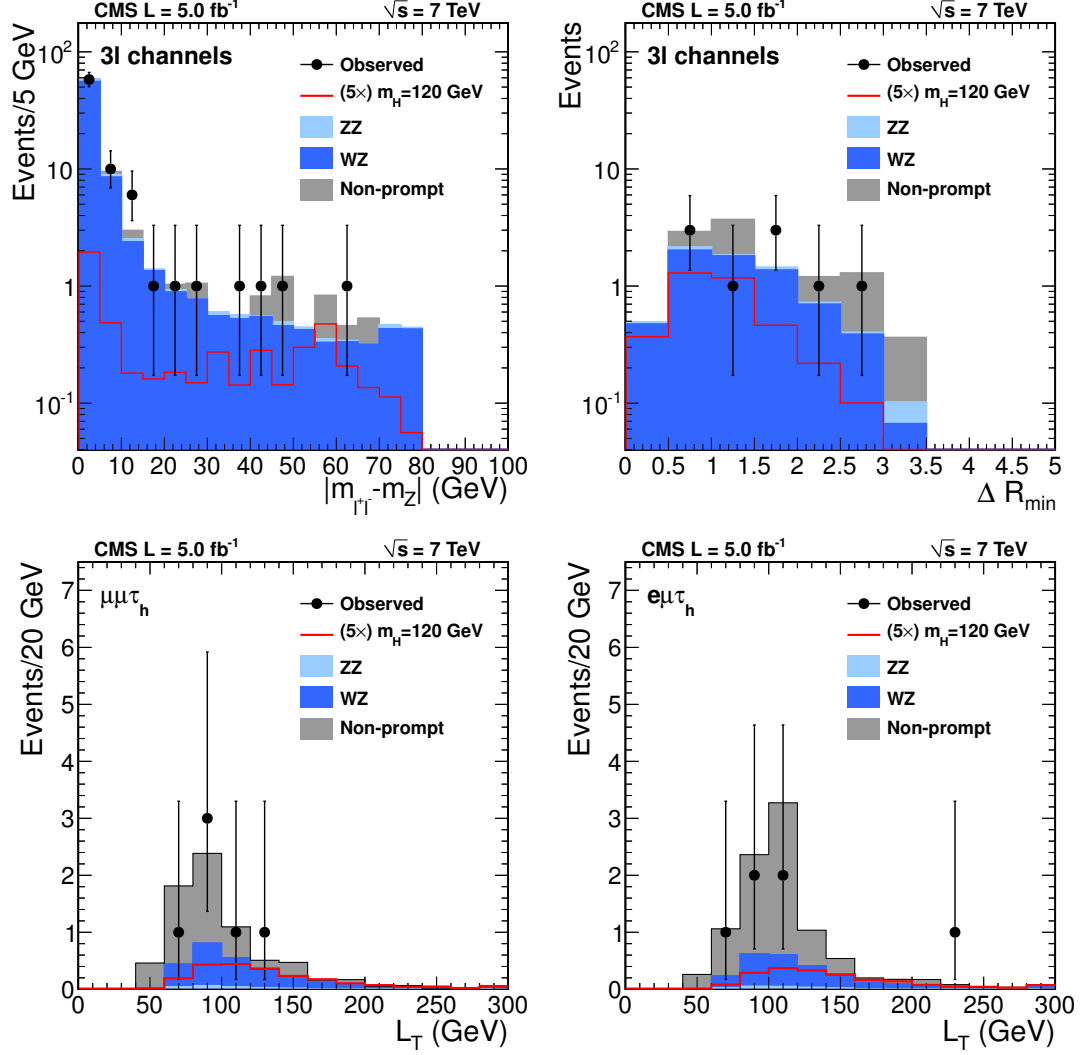 CMS L = 5.0 fb⁻¹ √s = 7 TeV
3l channels
Observed
(5×) m_H=120 GeV
ZZ
WZ
Non-prompt
Events/5 GeV
10²
10
1
10⁻¹
0 10 20 30 40 50 60 70 80 90 100
|m_l⁺l⁻-m_Z| (GeV)
CMS L = 5.0 fb⁻¹ √s = 7 TeV
3l channels
Observed
(5×) m_H=120 GeV
ZZ
WZ
Non-prompt
Events
10²
10
1
10⁻¹
0 0.5 1 1.5 2 2.5 3 3.5 4 4.5 5
Δ R_min
CMS L = 5.0 fb⁻¹ √s = 7 TeV
μμτ_h
Observed
(5×) m_H=120 GeV
ZZ
WZ
Non-prompt
Events/20 GeV
7
6
5
4
3
2
1
0
0 50 100 150 200 250 300
L_T (GeV)
CMS L = 5.0 fb⁻¹ √s = 7 TeV
eμτ_h
Observed
(5×) m_H=120 GeV
ZZ
WZ
Non-prompt
Events/20 GeV
7
6
5
4
3
2
1
0
0 50 100 150 200 250 300
L_T (GeV)